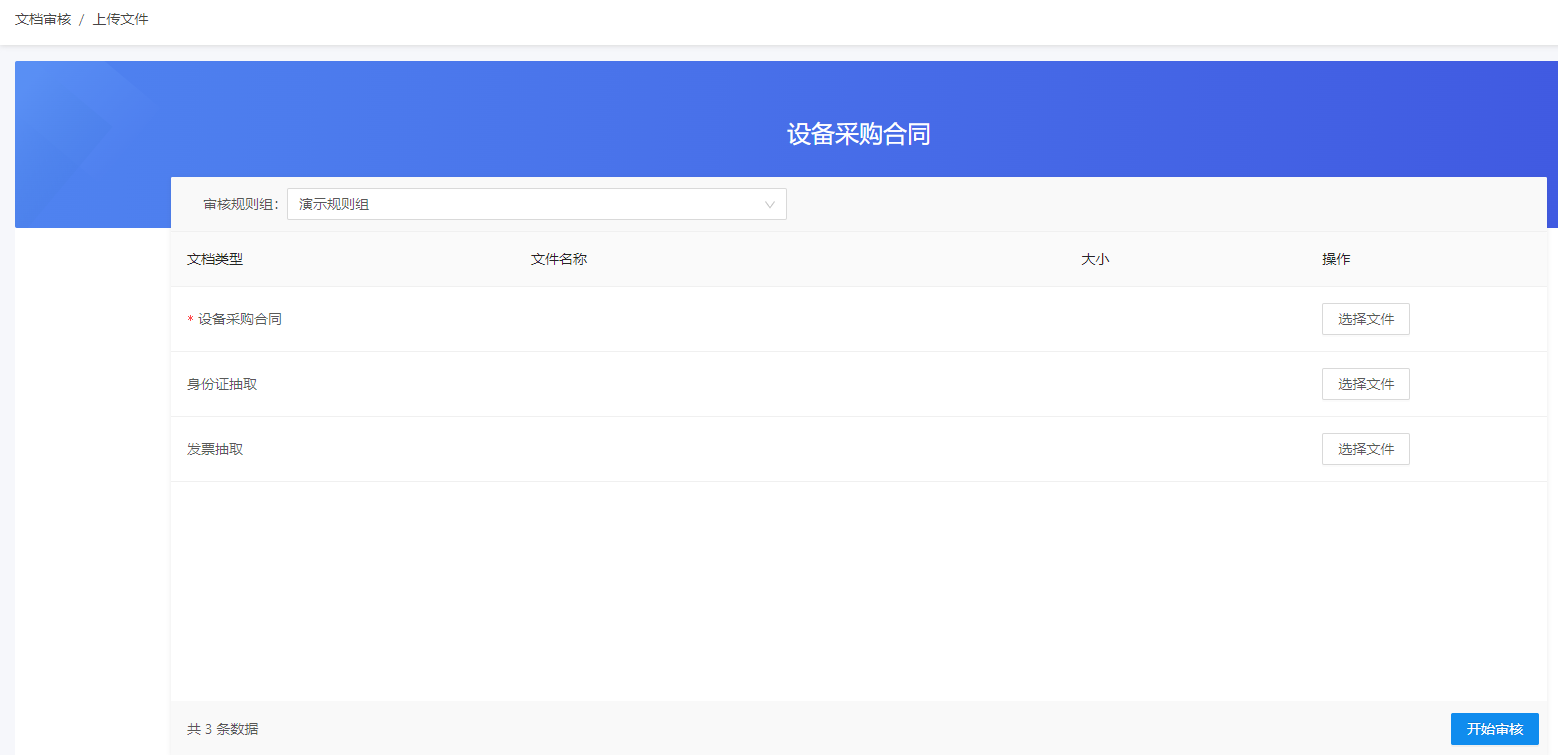 文档审核 / 上传文件
设备采购合同
审核规则组: 演示规则组
文档类型 文件名称 大小 操作
* 设备采购合同 选择文件
身份证抽取 选择文件
发票抽取 选择文件
共 3 条数据 开始审核